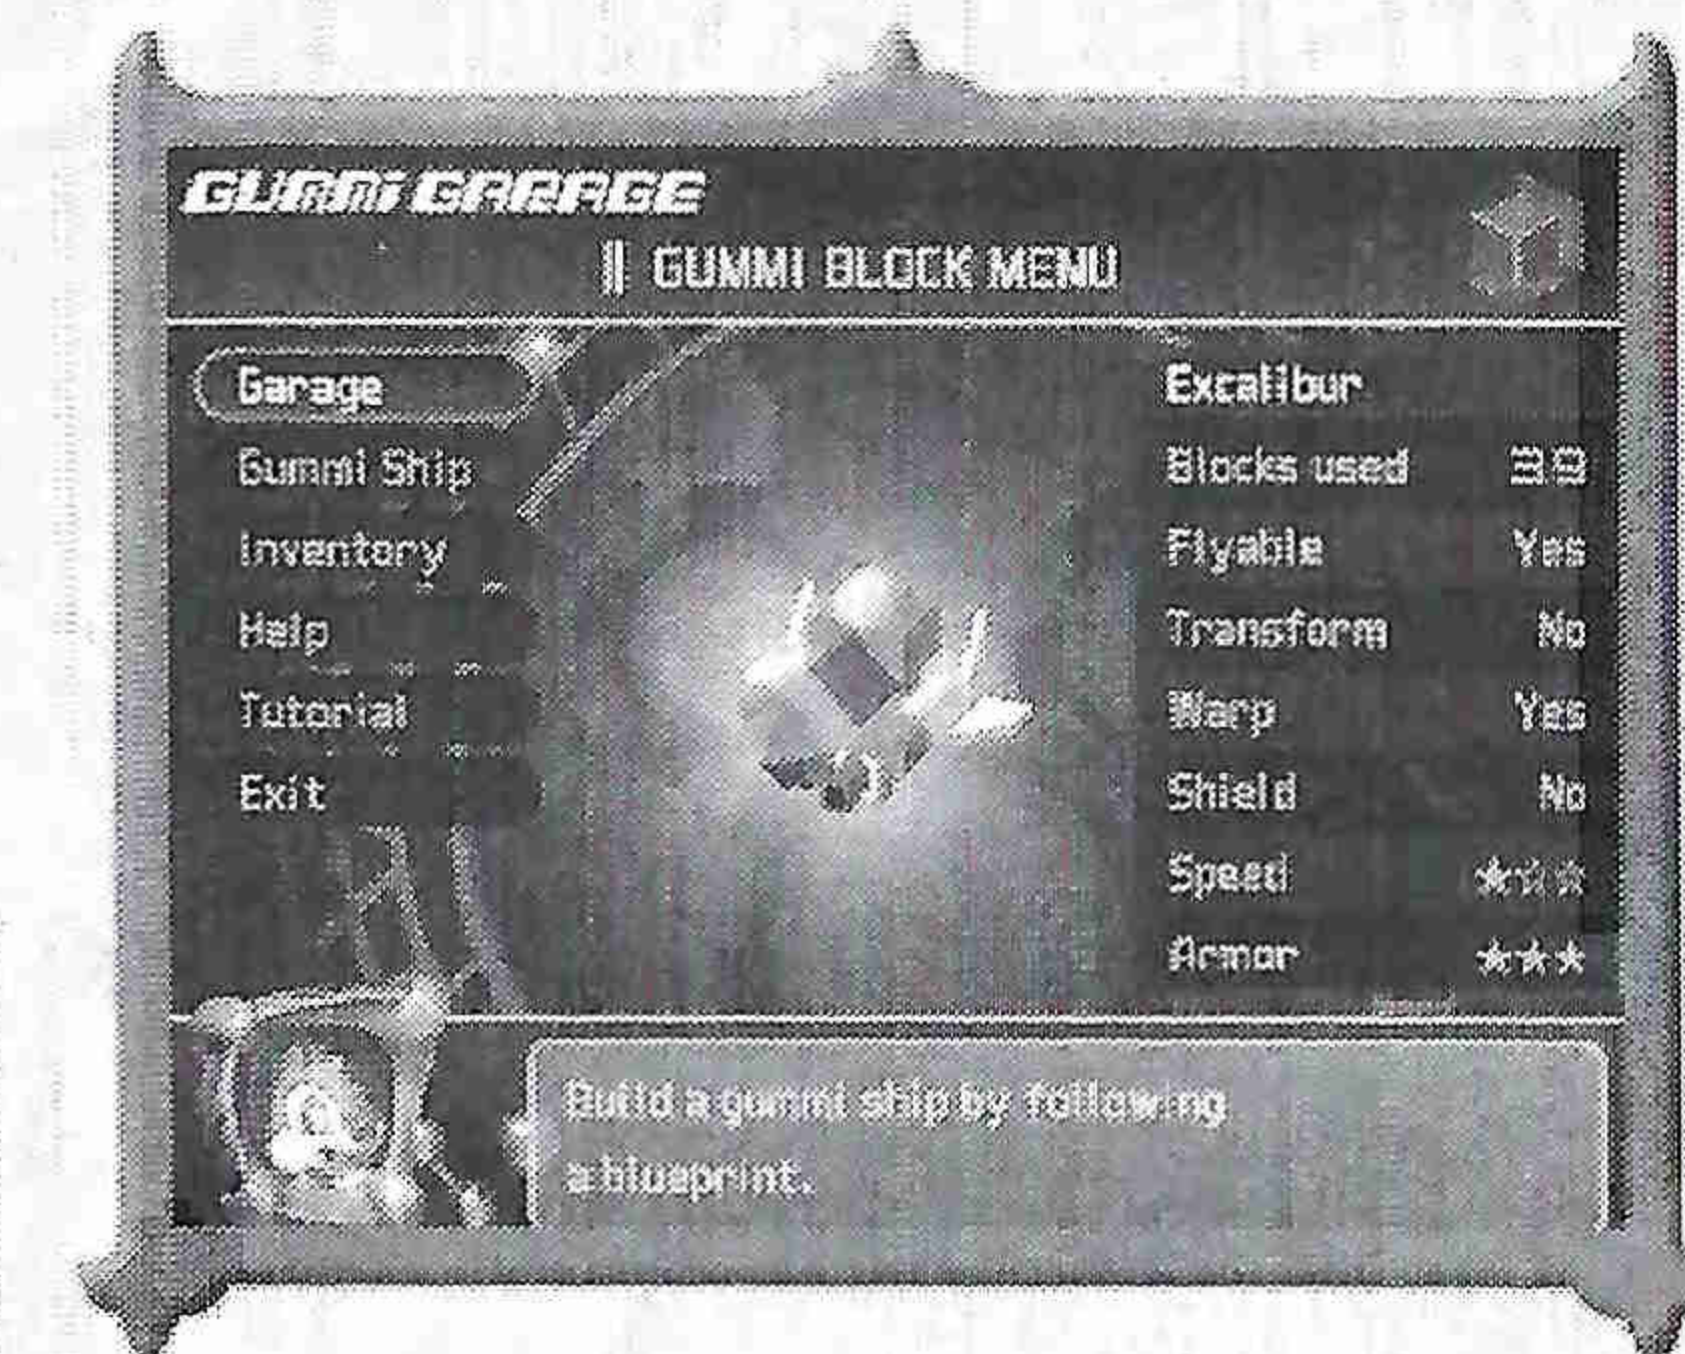 GUMMI GARAGE
GUMMI BLOCK MENU
Garage
Gummi Ship
Inventory
Help
Tutorial
Exit
Excalibur
Blocks used 39
Flyable Yes
Transform No
Warp Yes
Shield No
Speed ★☆☆
Armor ★★★
Build a gummi ship by following
a blueprint.